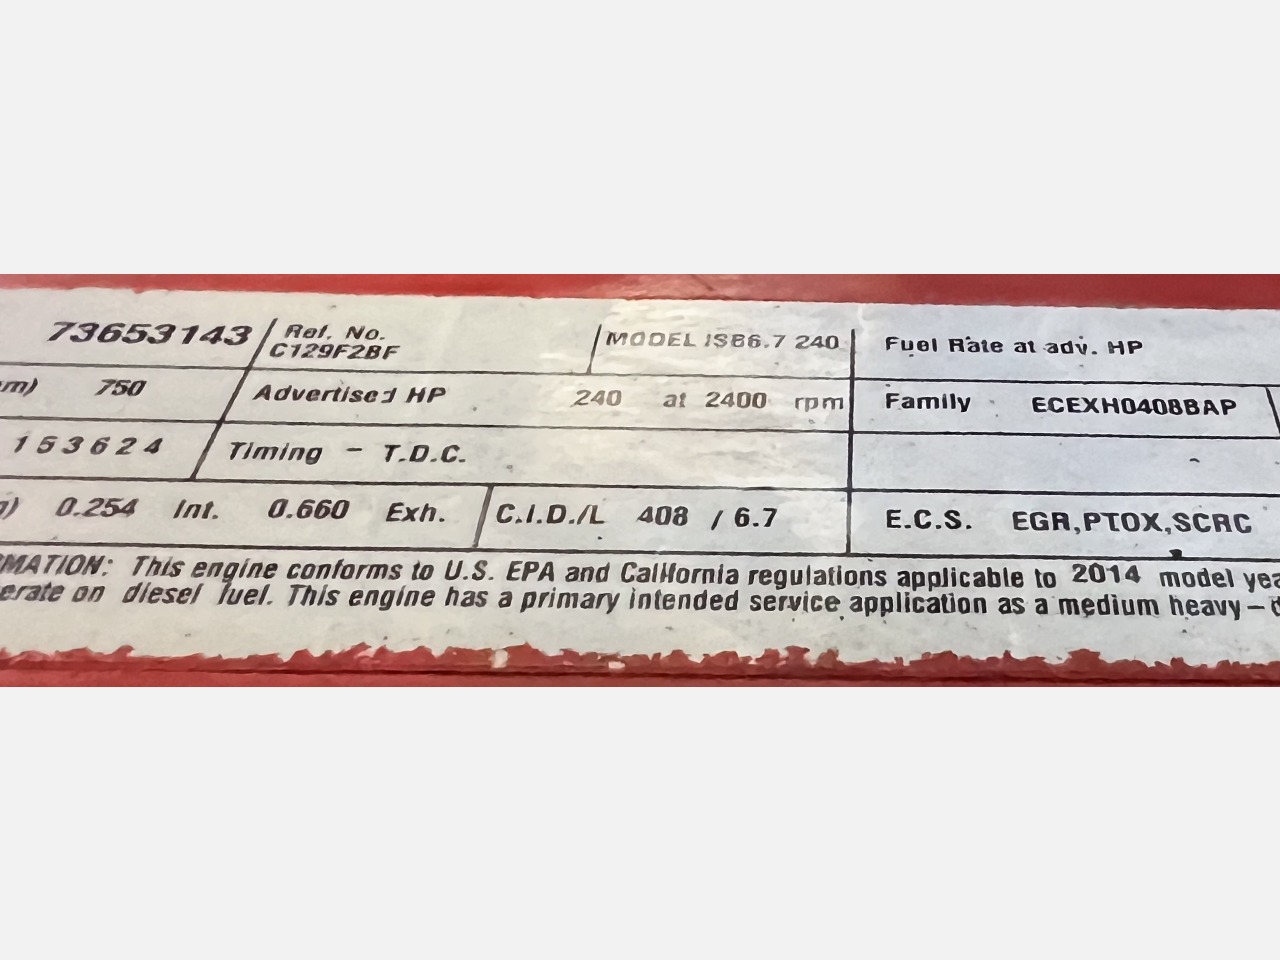 73653143 Ref. No. C129F2BF MODEL ISB6.7 240 Fuel Rate at adv. HP
m) 750 Advertised HP 240 at 2400 rpm Family ECEXH0408BAP
153624 Timing - T.D.C. -
) 0.254 Int. 0.660 Exh. C.I.D./L 408 / 6.7 E.C.S. EGR,PTOX,SCRC
MATION: This engine conforms to U.S. EPA and California regulations applicable to 2014 model yea
erate on diesel fuel. This engine has a primary intended service application as a medium heavy-d